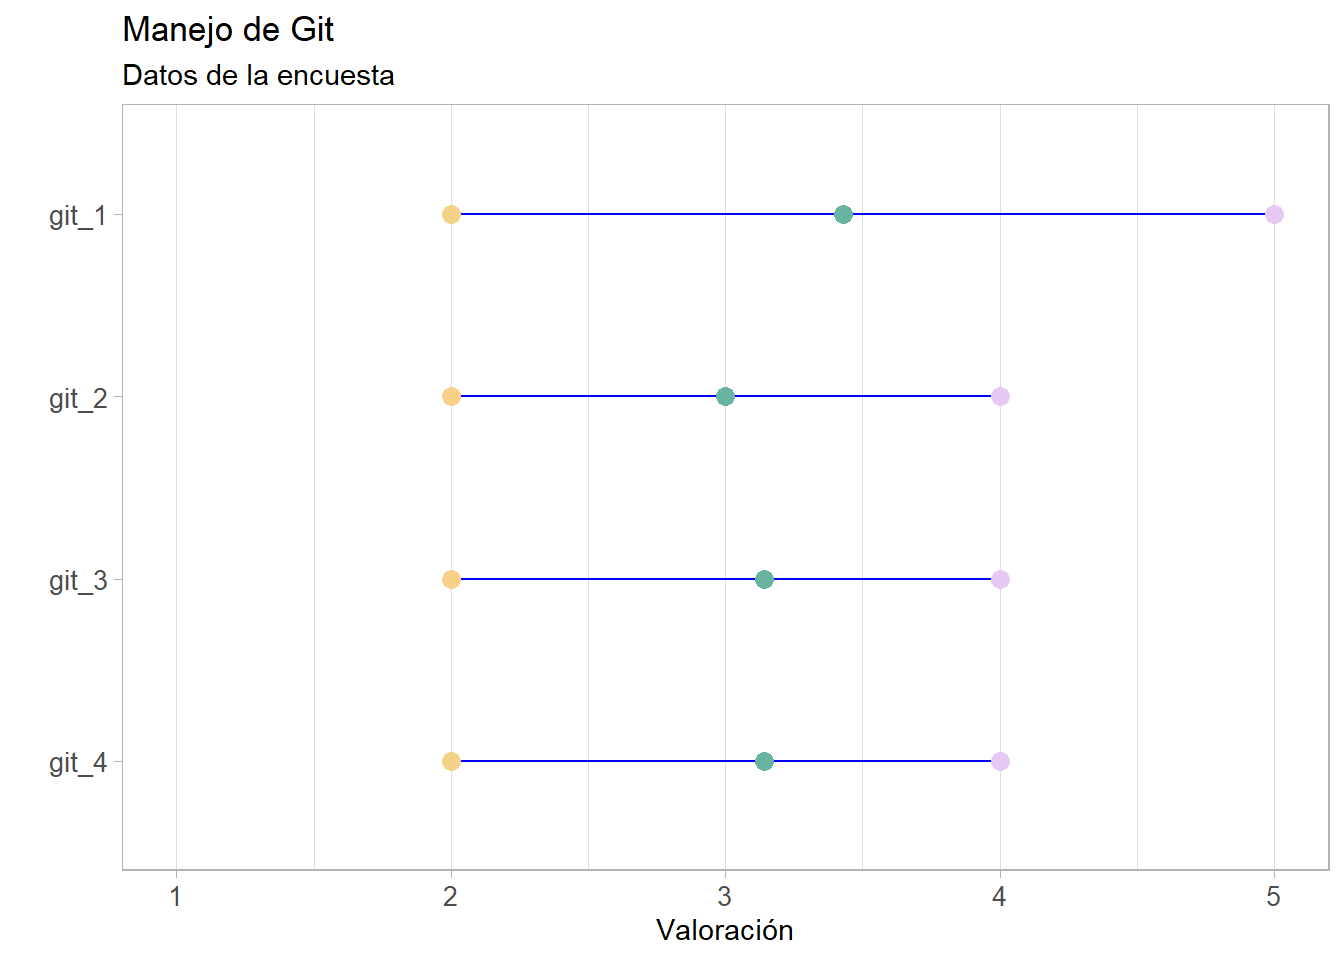 Manejo de Git
Datos de la encuesta
git_1
git_2
git_3
git_4
1 2 3 4 5
Valoración